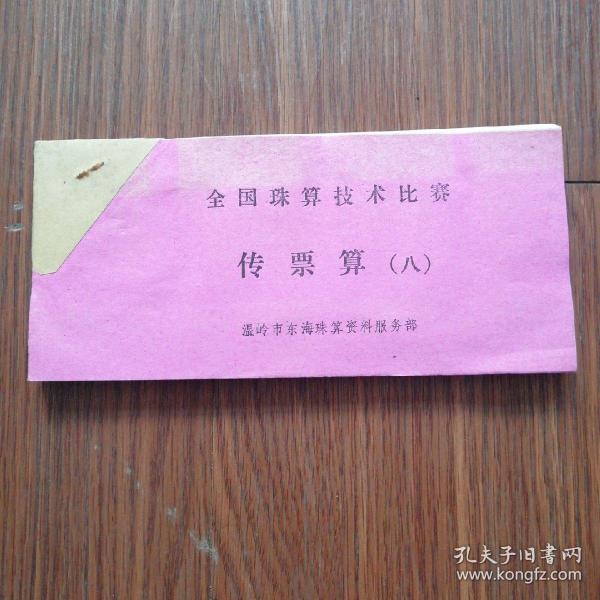 全国珠算技术比赛
传票算（八）
温岭市东海珠算资料服务部
孔夫子旧书网
www.kongfz.com